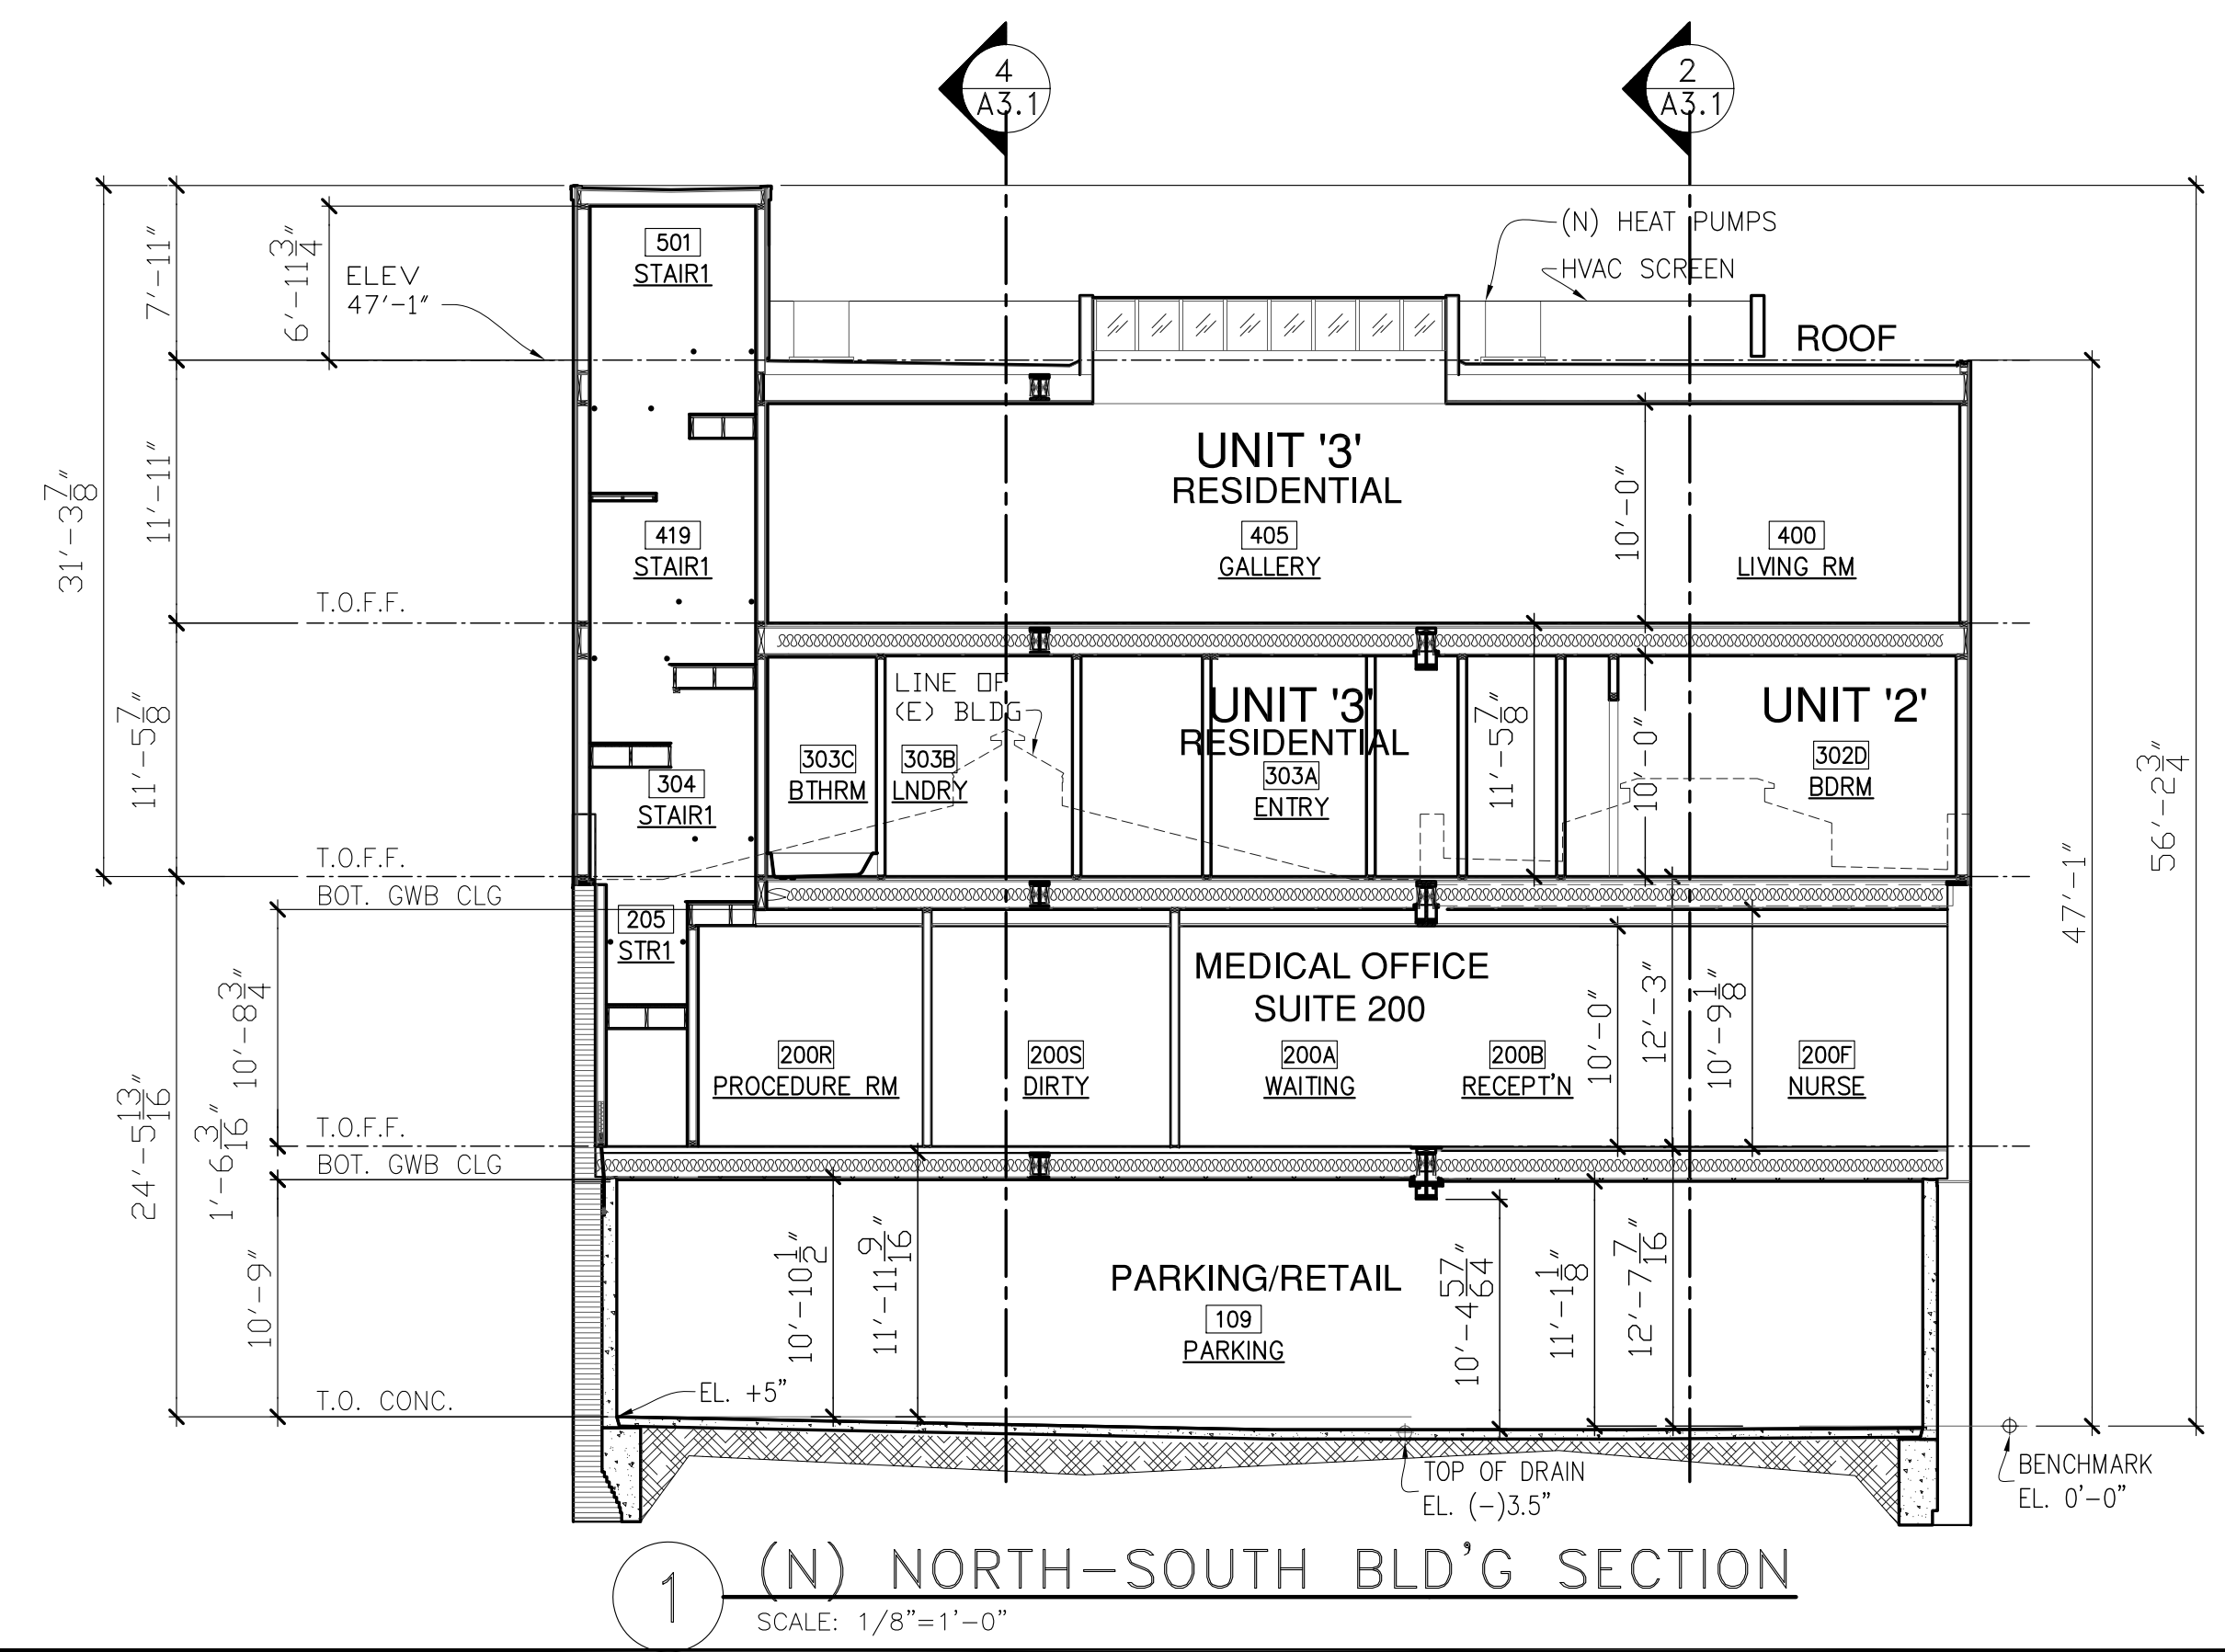 4
A3.1
2
A3.1
(N) HEAT PUMPS
HVAC SCREEN
ROOF
501
STAIR1
ELEV
47'-1"
7'-11"
6'-11 3/4"
31'-3 7/8"
11'-11"
UNIT '3'
RESIDENTIAL
405
GALLERY
10'-0"
400
LIVING RM
419
STAIR1
T.O.F.F.
11'-5 7/8"
LINE OF
(E) BLDG
UNIT '3'
RESIDENTIAL
11'-5 7/8"
10'-0"
UNIT '2'
303C
BTHRM
303B
LNDRY
303A
ENTRY
302D
BDRM
304
STAIR1
56'-2 3/4"
47'-1"
T.O.F.F.
BOT. GWB CLG
205
STR1
MEDICAL OFFICE
SUITE 200
10'-8 3/4"
24'-5 13/16"
1'-6 3/16"
10'-0"
12'-3"
10'-9 1/8"
200R
PROCEDURE RM
200S
DIRTY
200A
WAITING
200B
RECEPT'N
200F
NURSE
T.O.F.F.
BOT. GWB CLG
10'-9"
10'-10 1/2"
11'-11 9/16"
PARKING/RETAIL
109
PARKING
10'-4 57/64"
11'-1 1/8"
12'-7 7/16"
EL. +5"
T.O. CONC.
TOP OF DRAIN
EL. (-)3.5"
BENCHMARK
EL. 0'-0"
1
(N) NORTH-SOUTH BLD'G SECTION
SCALE: 1/8"=1'-0"